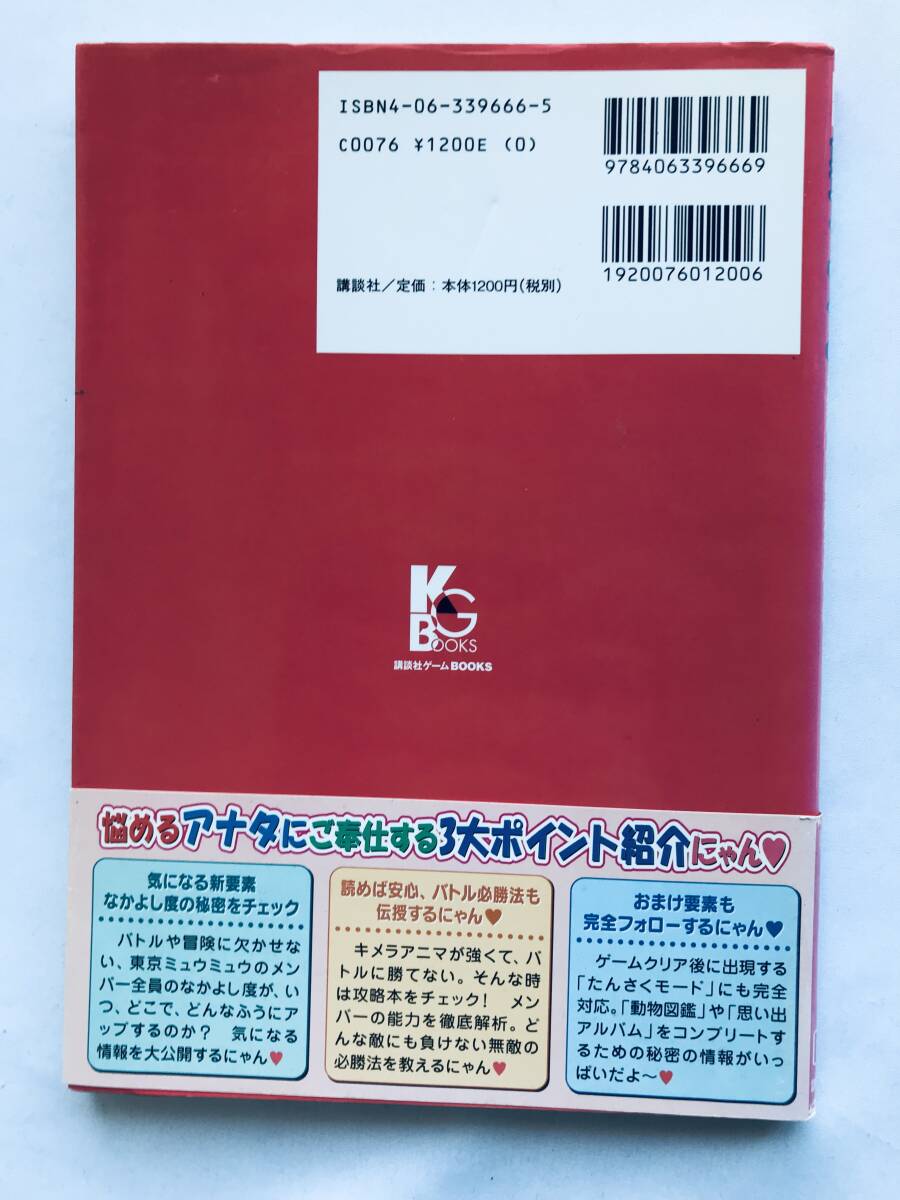 ISBN4-06-339666-5
C0076 ¥1200E (0)
9784063396669
1920076012006
講談社／定価：本体1200円(税別)
KG
BOOKS
講談社ゲームBOOKS
悩めるアナタにご奉仕する3大ポイント紹介にゃん♥
気になる新要素
なかよし度の秘密をチェック
バトルや冒険に欠かせな
い、東京ミュウミュウのメン
バー全員のなかよし度が、い
つ、どこで、どんなふうにア
ップするのか？　気になる
情報を大公開するにゃん♥
読めば安心、バトル必勝法も
伝授するにゃん♥
キメラアニマが強くて、バ
トルに勝てない。そんな時
は攻略本をチェック！　メン
バーの能力を徹底解析。ど
んな敵にも負けない無敵の
必勝法を教えるにゃん♥
おまけ要素も
完全フォローするにゃん♥
ゲームクリア後に出現する
「たんさくモード」にも完全
対応。「動物図鑑」や「思い出
アルバム」をコンプリートす
るための秘密の情報がいっ
ぱいだよ〜♥